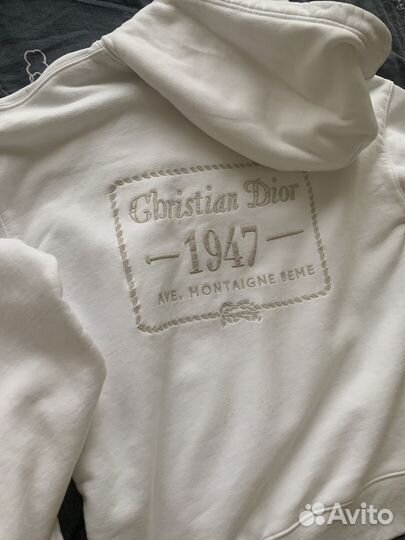 Christian Dior
1947
AVE. MONTAIGNE 8EME
Avito